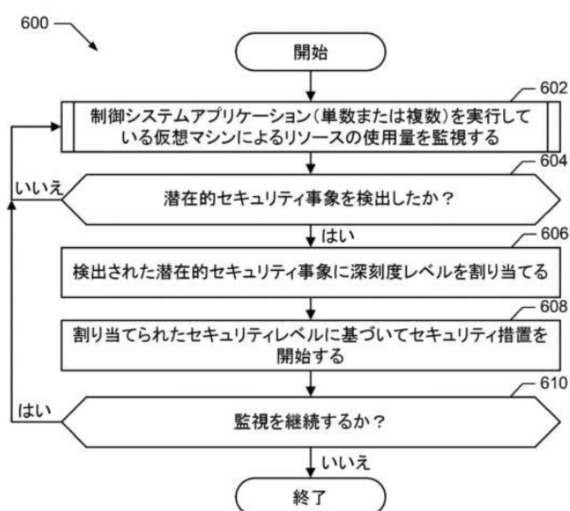 600
開始
602
制御システムアプリケーション(単数または複数)を実行して
いる仮想マシンによるリソースの使用量を監視する
604
いいえ
潜在的セキュリティ事象を検出したか?
はい
606
検出された潜在的セキュリティ事象に深刻度レベルを割り当てる
608
割り当てられたセキュリティレベルに基づいてセキュリティ措置を
開始する
610
はい
監視を継続するか?
いいえ
終了